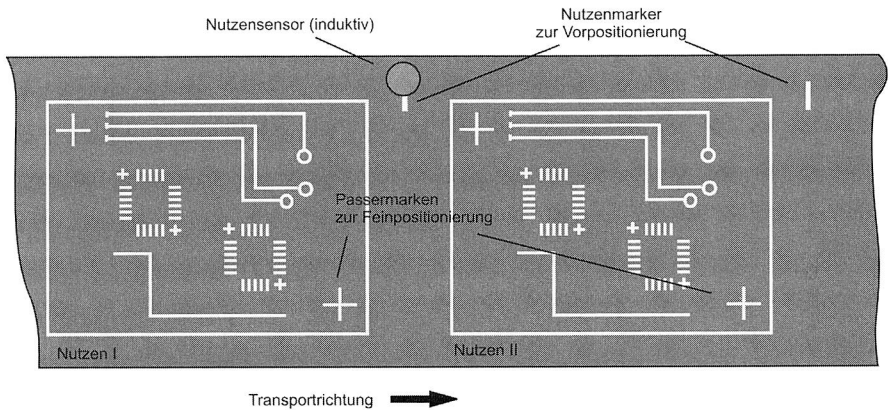 Nutzensensor (induktiv)
Nutzenmarker
zur Vorpositionierung
Passermarken
zur Feinpositionierung
Nutzen I
Nutzen II
Transportrichtung